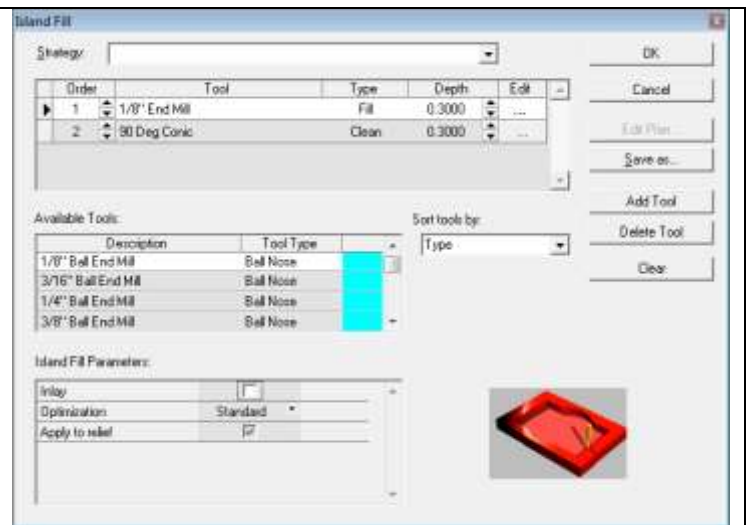 Island Fill
Strategy:
OK
Order Tool Type Depth Edit
1 1/8" End Mill Fill 0.3000 ...
2 90 Deg Conic Clean 0.3000 ...
Cancel
Edit Plan...
Save as...
Add Tool
Delete Tool
Clear
Available Tools:
Sort tools by:
Description Tool Type
Type
1/8" Ball End Mill Ball Nose
3/16" Ball End Mill Ball Nose
1/4" Ball End Mill Ball Nose
3/8" Ball End Mill Ball Nose
Island Fill Parameters:
Inlay
Optimization Standard
Apply to relief